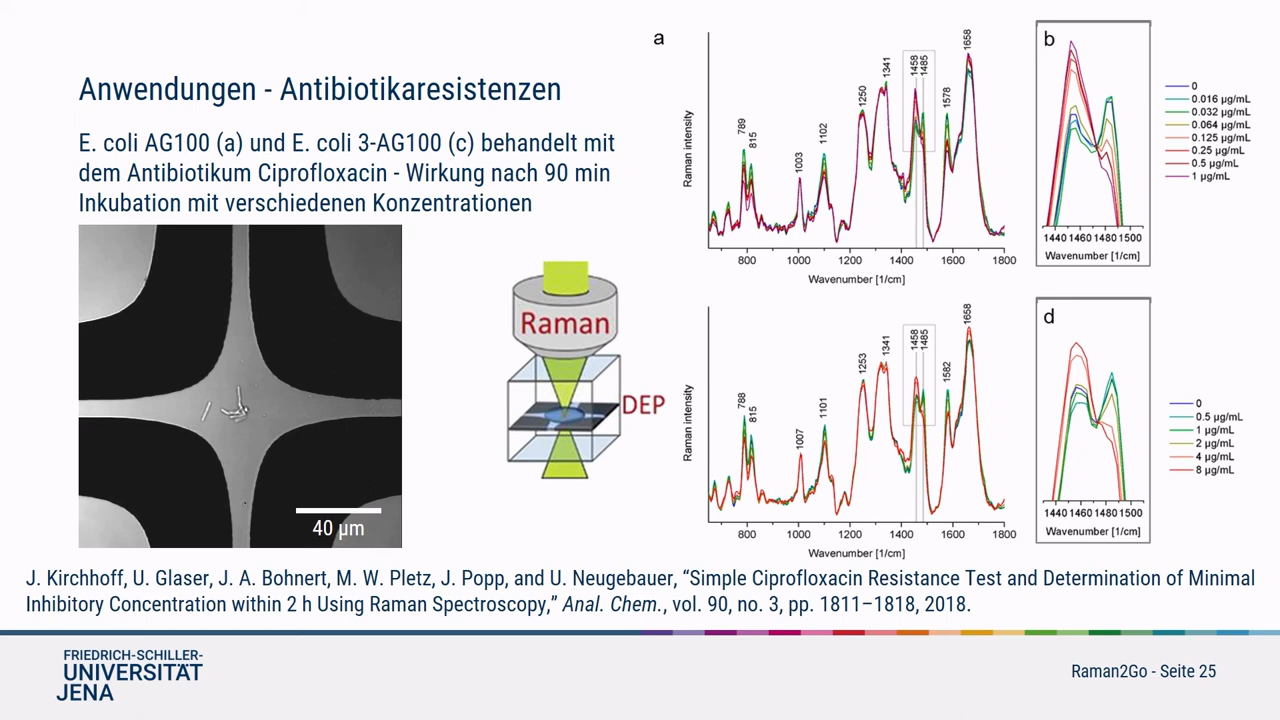 Anwendungen - Antibiotikaresistenzen
E. coli AG100 (a) und E. coli 3-AG100 (c) behandelt mit
dem Antibiotikum Ciprofloxacin - Wirkung nach 90 min
Inkubation mit verschiedenen Konzentrationen
40 µm
Raman
DEP
a
Raman intensity
789
815
1003
1102
1250
1341
1458
1485
1578
1658
800 1000 1200 1400 1600 1800
Wavenumber [1/cm]
b
1440 1460 1480 1500
Wavenumber [1/cm]
0
0.016 µg/mL
0.032 µg/mL
0.064 µg/mL
0.125 µg/mL
0.25 µg/mL
0.5 µg/mL
1 µg/mL
Raman intensity
788
815
1007
1101
1253
1341
1458
1485
1582
1658
800 1000 1200 1400 1600 1800
Wavenumber [1/cm]
d
1440 1460 1480 1500
Wavenumber [1/cm]
0
0.5 µg/mL
1 µg/mL
2 µg/mL
4 µg/mL
8 µg/mL
J. Kirchhoff, U. Glaser, J. A. Bohnert, M. W. Pletz, J. Popp, and U. Neugebauer, “Simple Ciprofloxacin Resistance Test and Determination of Minimal
Inhibitory Concentration within 2 h Using Raman Spectroscopy,” Anal. Chem., vol. 90, no. 3, pp. 1811–1818, 2018.
FRIEDRICH-SCHILLER-
UNIVERSITÄT
JENA
Raman2Go - Seite 25